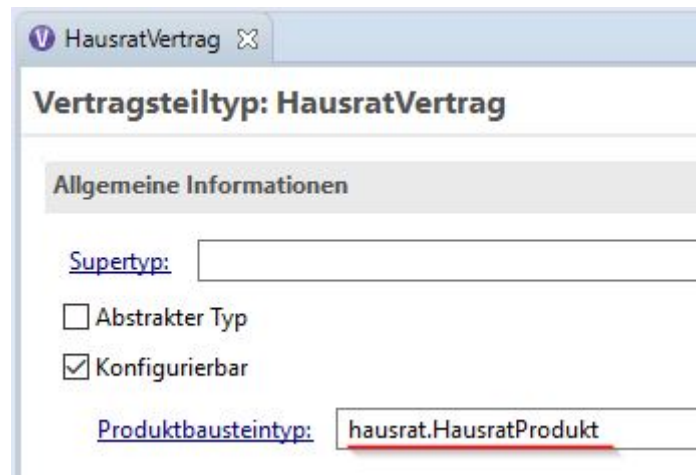 HausratVertrag
Vertragsteiltyp: HausratVertrag
Allgemeine Informationen
Supertyp:
Abstrakter Typ
Konfigurierbar
Produktbausteintyp: hausrat.HausratProdukt